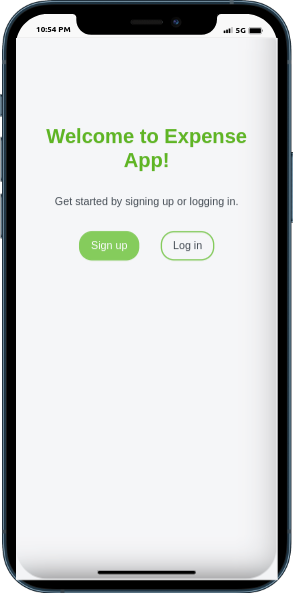 10:54 PM 5G
Welcome to Expense
App!
Get started by signing up or logging in.
Sign up Log in